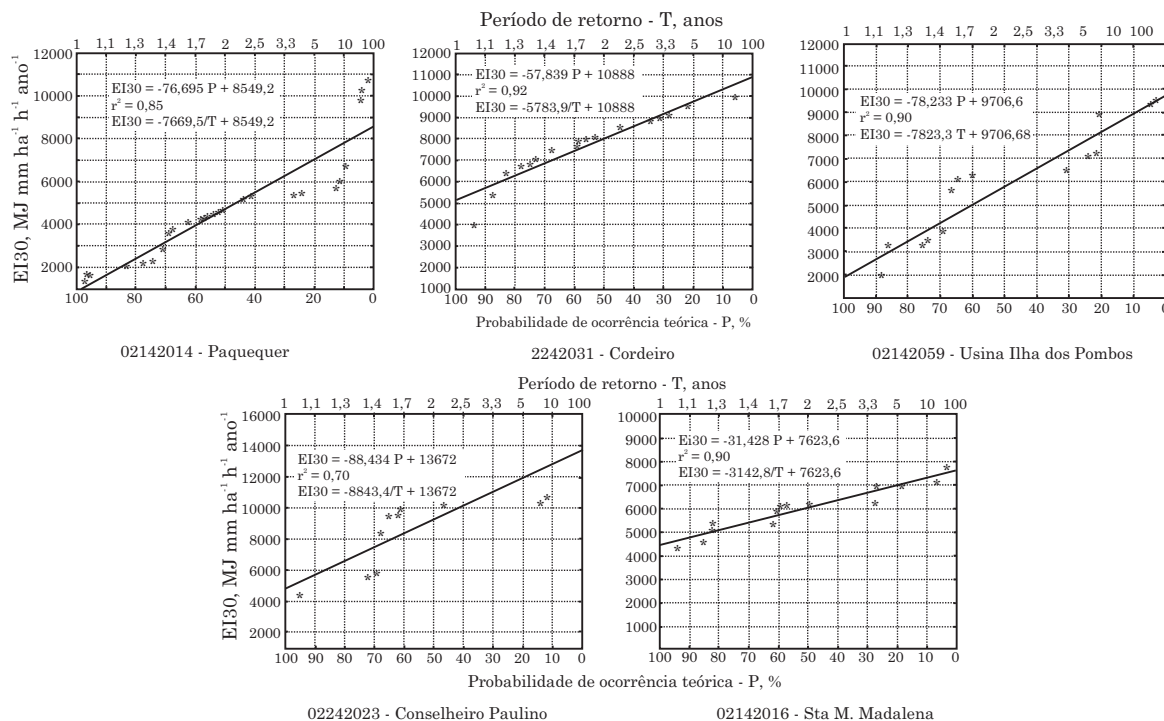 Período de retorno - T, anos
1 1,1 1,3 1,4 1,7 2 2,5 3,3 5 10 100
12000
10000
8000
6000
4000
2000
EI30, MJ mm ha⁻¹ h⁻¹ ano⁻¹
EI30 = -76,695 P + 8549,2
r² = 0,85
EI30 = -7669,5/T + 8549,2
100 90 80 70 60 50 40 30 20 10 0
02142014 - Paquequer
1 1,1 1,3 1,4 1,7 2 2,5 3,3 5 10 100
12000
11000
10000
9000
8000
7000
6000
5000
4000
3000
2000
1000
EI30 = -57,839 P + 10888
r² = 0,92
EI30 = -5783,9/T + 10888
100 90 80 70 60 50 40 30 20 10 0
Probabilidade de ocorrência teórica - P, %
2242031 - Cordeiro
1 1,1 1,3 1,4 1,7 2 2,5 3,3 5 10 100
12000
11000
10000
9000
8000
7000
6000
5000
4000
3000
2000
EI30 = -78,233 P + 9706,6
r² = 0,90
EI30 = -7823,3 T + 9706,68
100 90 80 70 60 50 40 30 20 10 0
02142059 - Usina Ilha dos Pombos
Período de retorno - T, anos
1 1,1 1,3 1,4 1,7 2 2,5 3,3 5 10 100
16000
14000
12000
10000
8000
6000
4000
2000
EI30, MJ mm ha⁻¹ h⁻¹ ano⁻¹
EI30 = -88,434 P + 13672
r² = 0,70
EI30 = -8843,4/T + 13672
100 90 80 70 60 50 40 30 20 10 0
02242023 - Conselheiro Paulino
1 1,1 1,3 1,4 1,7 2 2,5 3,3 5 10 100
10000
9000
8000
7000
6000
5000
4000
3000
2000
1000
Ei30 = -31,428 P + 7623,6
r² = 0,90
EI30 = -3142,8/T + 7623,6
100 90 80 70 60 50 40 30 20 10 0
Probabilidade de ocorrência teórica - P, %
02142016 - Sta M. Madalena